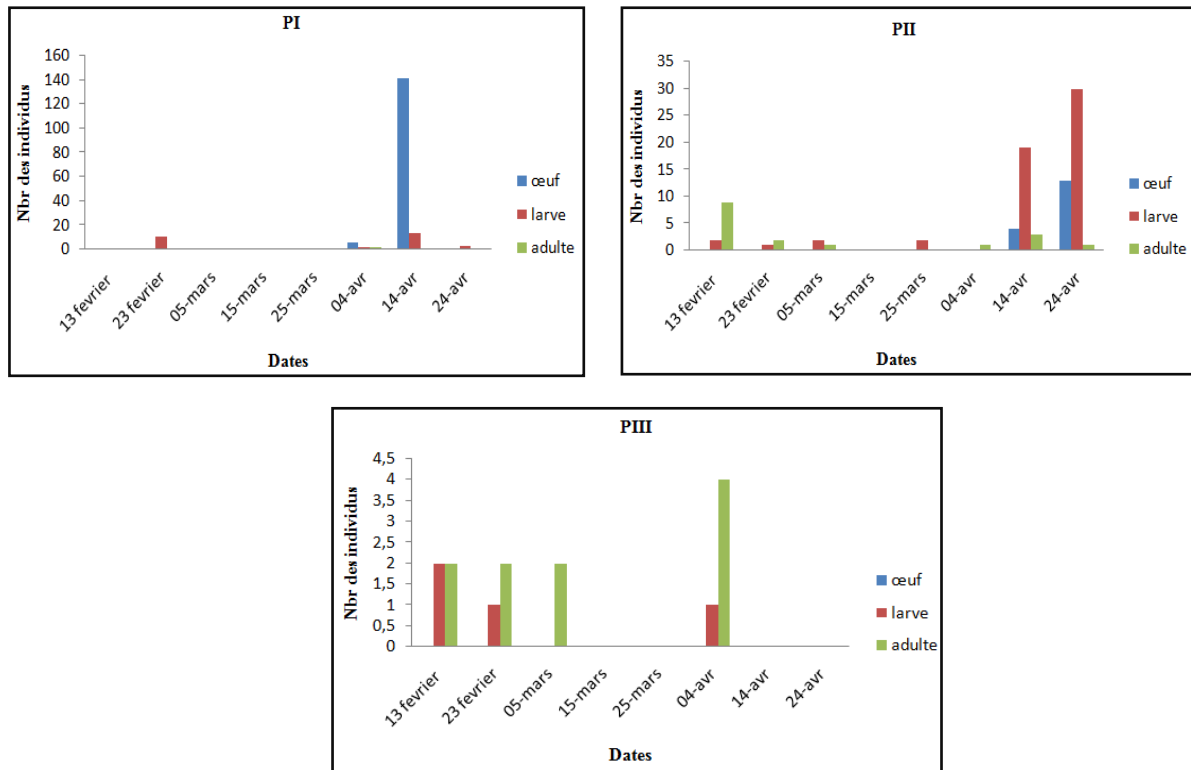 PI
160
140
120
100
80
60
40
20
0
Nbr des individus
13 fevrier
23 fevrier
05-mars
15-mars
25-mars
04-avr
14-avr
24-avr
Dates
œuf
larve
adulte
PII
35
30
25
20
15
10
5
0
Nbr des individus
13 fevrier
23 fevrier
05-mars
15-mars
25-mars
04-avr
14-avr
24-avr
Dates
œuf
larve
adulte
PIII
4,5
4
3,5
3
2,5
2
1,5
1
0,5
0
Nbr des individus
13 fevrier
23 fevrier
05-mars
15-mars
25-mars
04-avr
14-avr
24-avr
Dates
œuf
larve
adulte